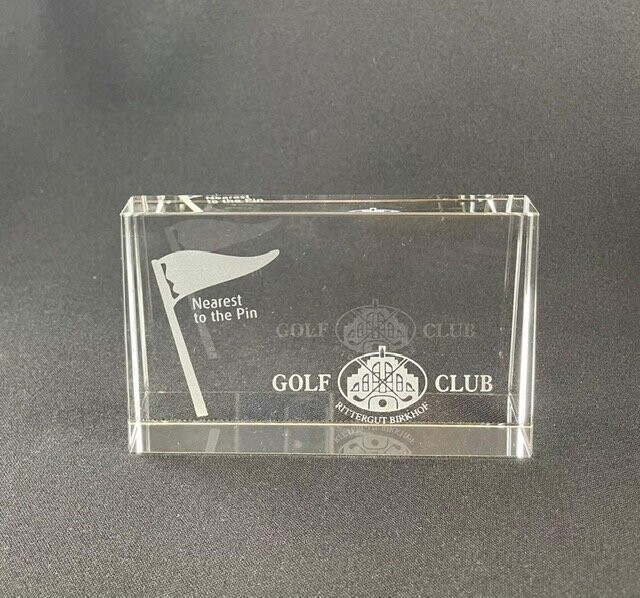 Nearest
to the Pin
GOLF CLUB
RITTERGUT BIRKHOF